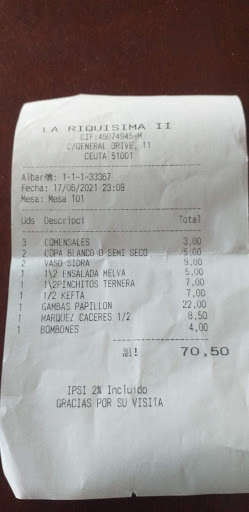 LA RIQUISIMA II
CIF:45074945-H
C/GENERAL ORIVE, 11
CEUTA 51001
Albar: 1-1-1-33367
Fecha: 17/06/2021 23:09
Mesa: Mesa 101
Uds Descripci Total
3 COMENSALES 3,00
2 COPA BLANCO O SEMI SECO 5,00
2 VASO SIDRA 9,00
1 1\2 ENSALADA MELVA 5,00
1 1\2PINCHITOS TERNERA 7,00
1 1/2 KEFTA 7,00
1 GAMBAS PAPILLON 22,00
1 MARQUEZ CACERES 1/2 8,50
1 BOMBONES 4,00
70,50
IPSI 2% Incluido
GRACIAS POR SU VISITA